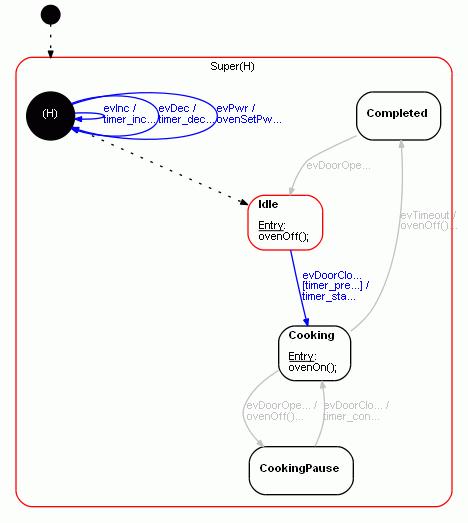 Super(H)
(H)
evInc /
timer_inc...
evDec /
timer_dec...
evPwr /
ovenSetPw...
Completed
evDoorOpe...
Idle
Entry:
ovenOff();
evTimeout /
ovenOff()...
evDoorClo...
[timer_pre...] /
timer_sta...
Cooking
Entry:
ovenOn();
evDoorOpe... /
ovenOff()...
evDoorClo... /
timer_con...
CookingPause